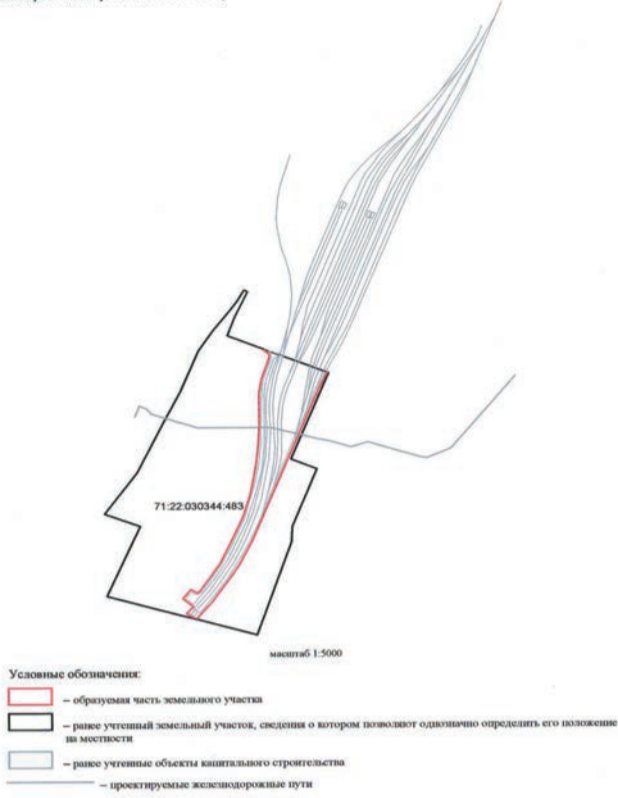 71:22:030344:483
масштаб 1:5000
Условные обозначения:
– образуемая часть земельного участка
– ранее учтенный земельный участок, сведения о котором позволяют однозначно определить его положение
на местности
– ранее учтенные объекты капитального строительства
– проектируемые железнодорожные пути